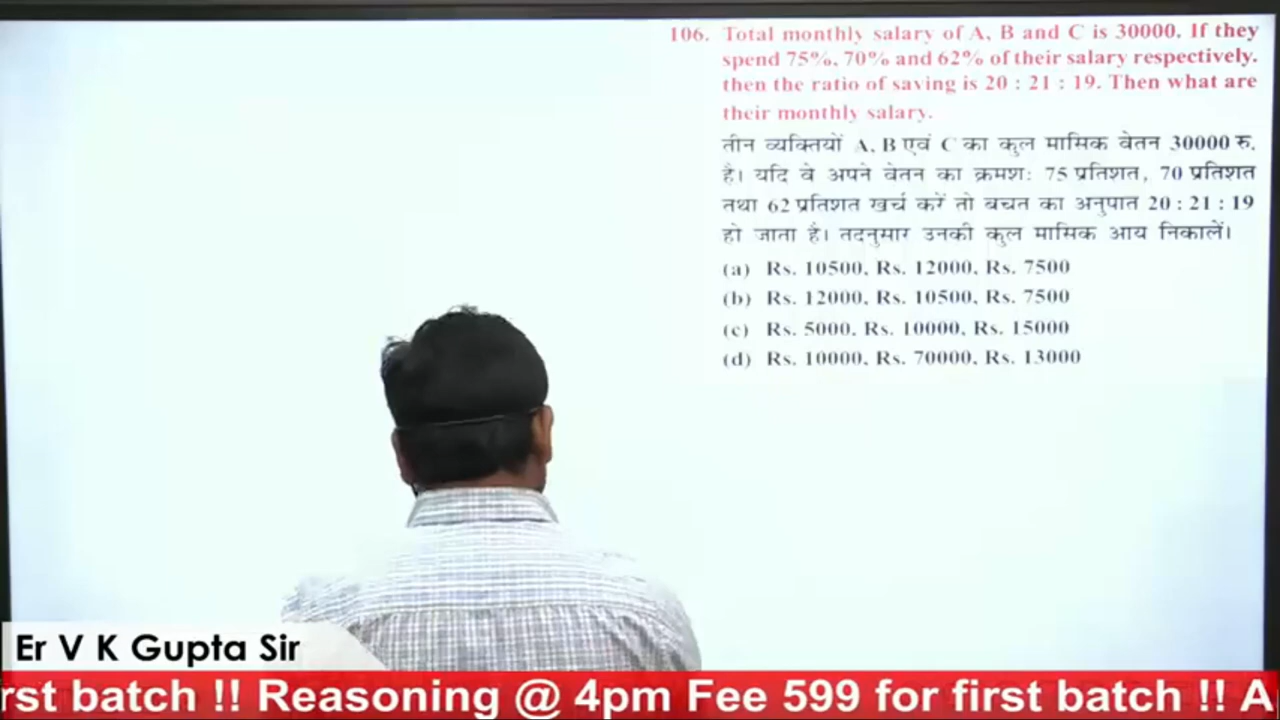 106. Total monthly salary of A, B and C is 30000. If they
spend 75%, 70% and 62% of their salary respectively.
then the ratio of saving is 20 : 21 : 19. Then what are
their monthly salary.
तीन व्यक्तियों A, B एवं C का कुल मासिक वेतन 30000 रु.
है। यदि वे अपने वेतन का क्रमशः 75 प्रतिशत, 70 प्रतिशत
तथा 62 प्रतिशत खर्च करें तो बचत का अनुपात 20 : 21 : 19
हो जाता है। तदनुसार उनकी कुल मासिक आय निकालें।
(a) Rs. 10500, Rs. 12000, Rs. 7500
(b) Rs. 12000, Rs. 10500, Rs. 7500
(c) Rs. 5000, Rs. 10000, Rs. 15000
(d) Rs. 10000, Rs. 70000, Rs. 13000
Er V K Gupta Sir
rst batch !! Reasoning @ 4pm Fee 599 for first batch !! A